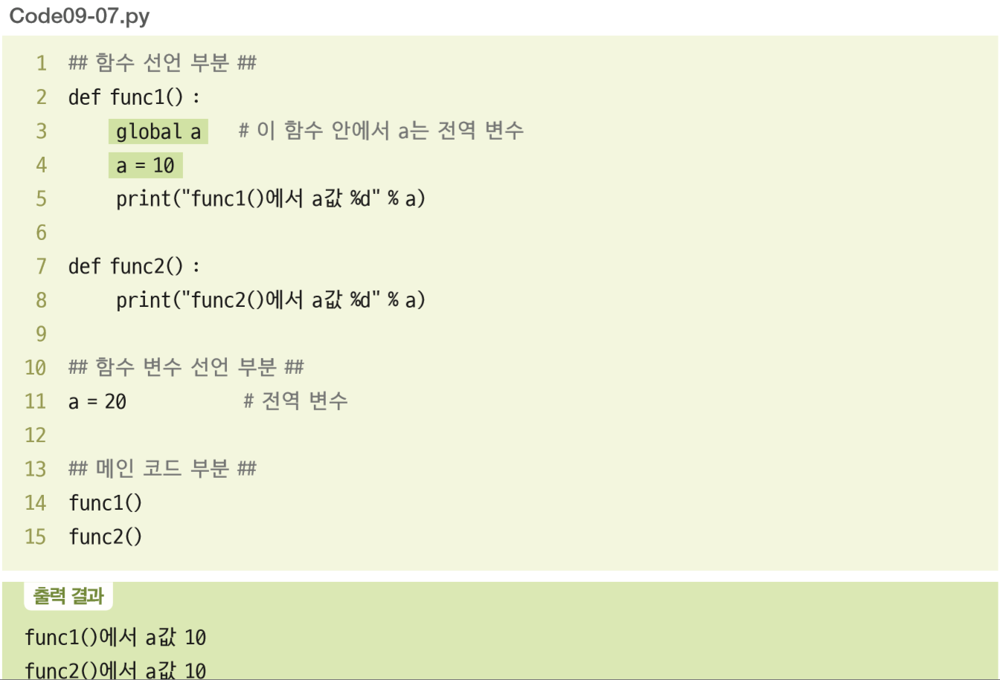 Code09-07.py
1 ## 함수 선언 부분 ##
2 def func1() :
3     global a   # 이 함수 안에서 a는 전역 변수
4     a = 10
5     print("func1()에서 a값 %d" % a)
6
7 def func2() :
8     print("func2()에서 a값 %d" % a)
9
10 ## 함수 변수 선언 부분 ##
11 a = 20          # 전역 변수
12
13 ## 메인 코드 부분 ##
14 func1()
15 func2()
출력 결과
func1()에서 a값 10
func2()에서 a값 10